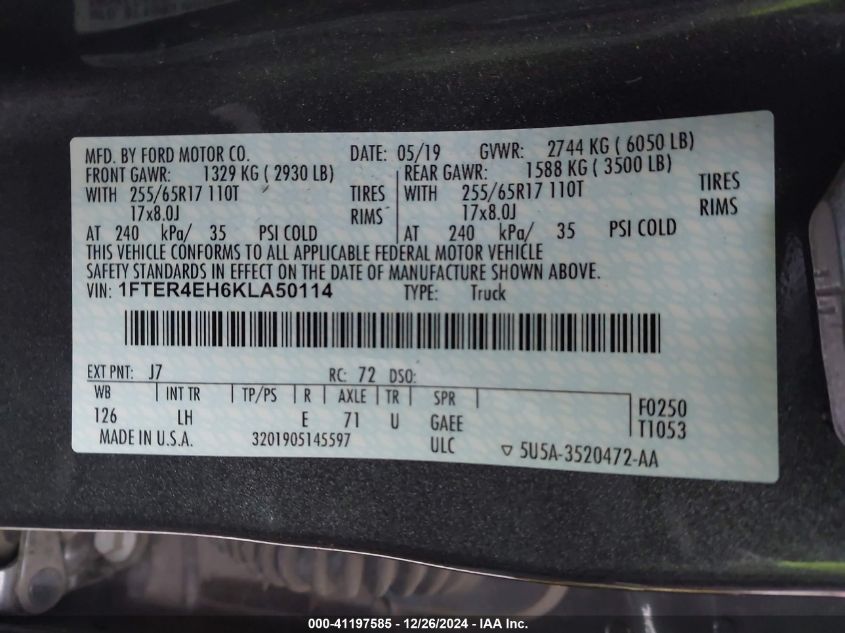 MFD. BY FORD MOTOR CO. DATE: 05/19 GVWR: 2744 KG ( 6050 LB)
FRONT GAWR: 1329 KG ( 2930 LB) REAR GAWR: 1588 KG ( 3500 LB)
WITH 255/65R17 110T TIRES WITH 255/65R17 110T TIRES
17x8.0J RIMS 17x8.0J RIMS
AT 240 kPa/ 35 PSI COLD AT 240 kPa/ 35 PSI COLD
THIS VEHICLE CONFORMS TO ALL APPLICABLE FEDERAL MOTOR VEHICLE
SAFETY STANDARDS IN EFFECT ON THE DATE OF MANUFACTURE SHOWN ABOVE.
VIN: 1FTER4EH6KLA50114 TYPE: Truck
EXT PNT: J7 RC: 72 DSO:
WB INT TR TP/PS R AXLE TR SPR F0250
126 LH E 71 U GAEE T1053
MADE IN U.S.A. 3201905145597 ULC 5U5A-3520472-AA
000-41197585 - 12/26/2024 - IAA Inc.